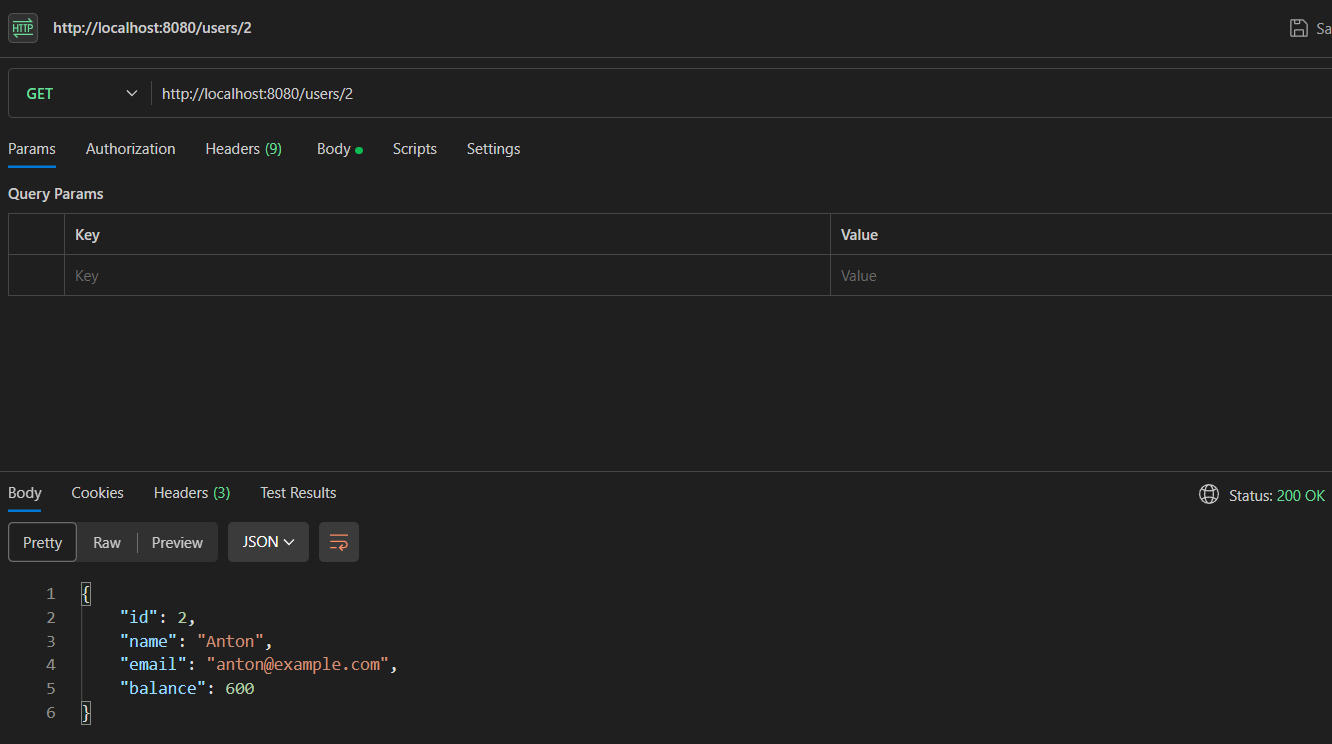 HTTP http://localhost:8080/users/2 Sa
GET http://localhost:8080/users/2
Params Authorization Headers (9) Body Scripts Settings
Query Params
Key Value
Key Value
Body Cookies Headers (3) Test Results Status: 200 OK
Pretty Raw Preview JSON
1 {
2 "id": 2,
3 "name": "Anton",
4 "email": "anton@example.com",
5 "balance": 600
6 }